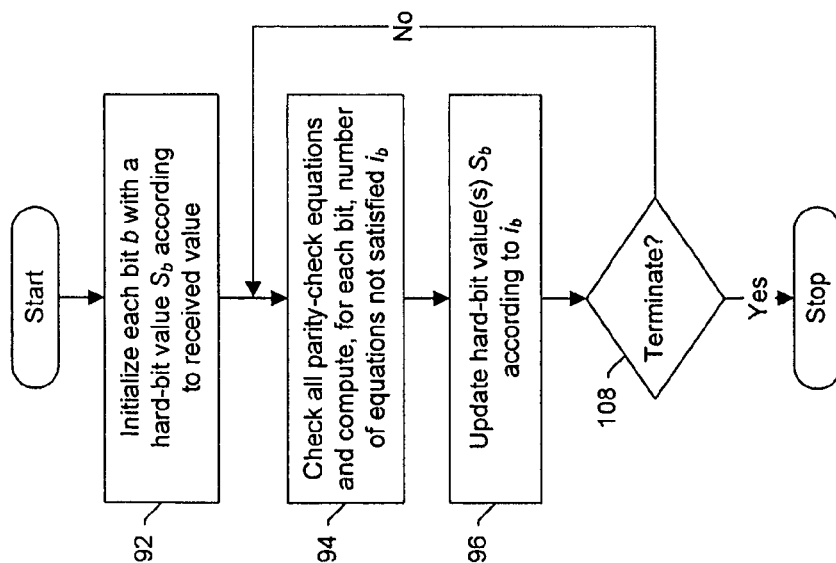 Start
Initialize each bit b with a
hard-bit value S_b according
to received value
92
Check all parity-check equations
and compute, for each bit, number
of equations not satisfied i_b
94
Update hard-bit value(s) S_b
according to i_b
96
Terminate?
108
No
Yes
Stop